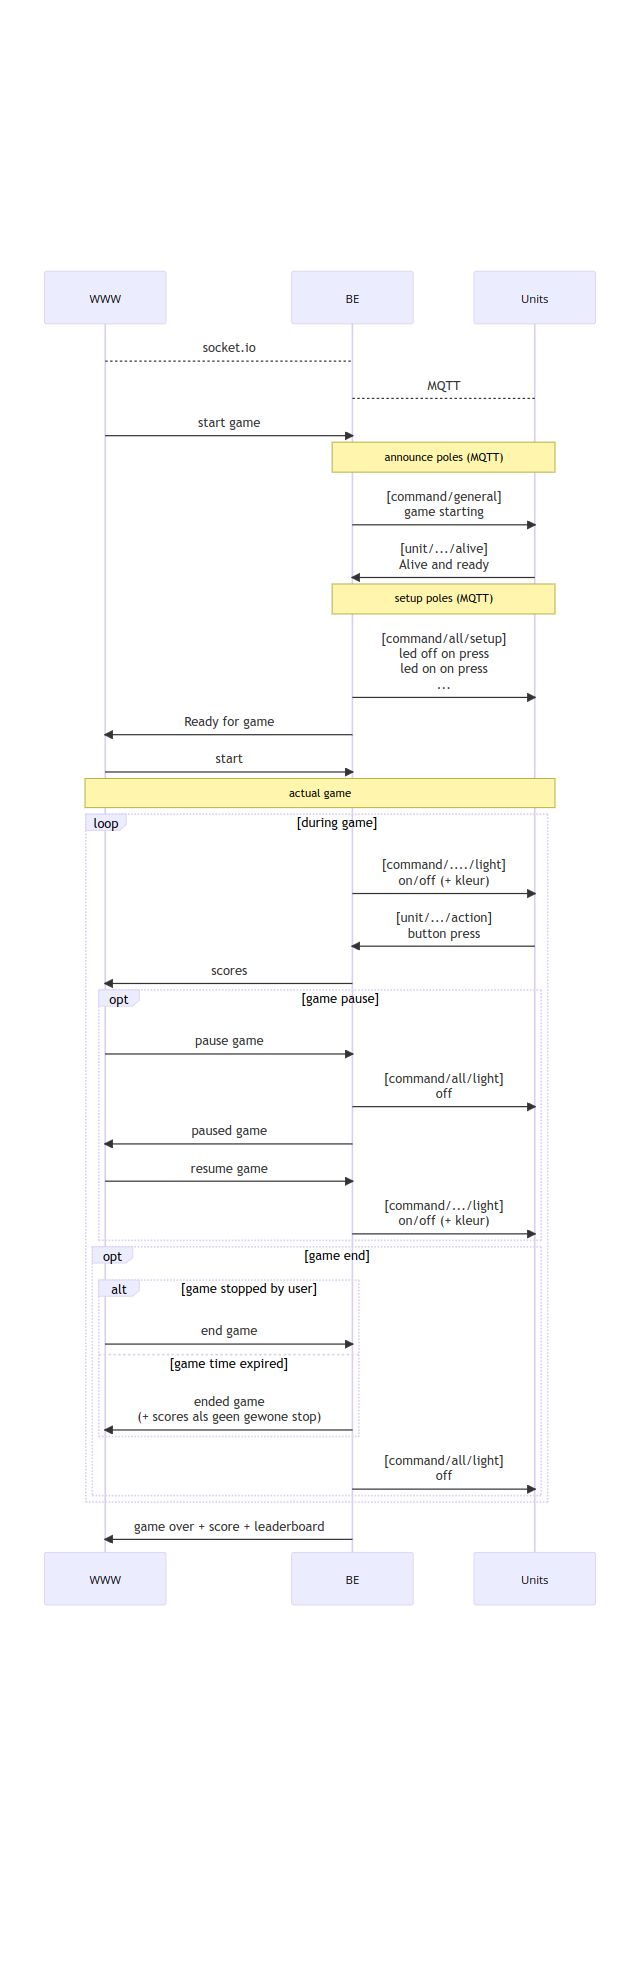 WWW
BE
Units
socket.io
MQTT
start game
announce poles (MQTT)
[command/general]
game starting
[unit/.../alive]
Alive and ready
setup poles (MQTT)
[command/all/setup]
led off on press
led on on press
...
Ready for game
start
actual game
loop
[during game]
[command/..../light]
on/off (+ kleur)
[unit/.../action]
button press
scores
opt
[game pause]
pause game
[command/all/light]
off
paused game
resume game
[command/.../light]
on/off (+ kleur)
opt
[game end]
alt
[game stopped by user]
end game
[game time expired]
ended game
(+ scores als geen gewone stop)
[command/all/light]
off
game over + score + leaderboard
WWW
BE
Units